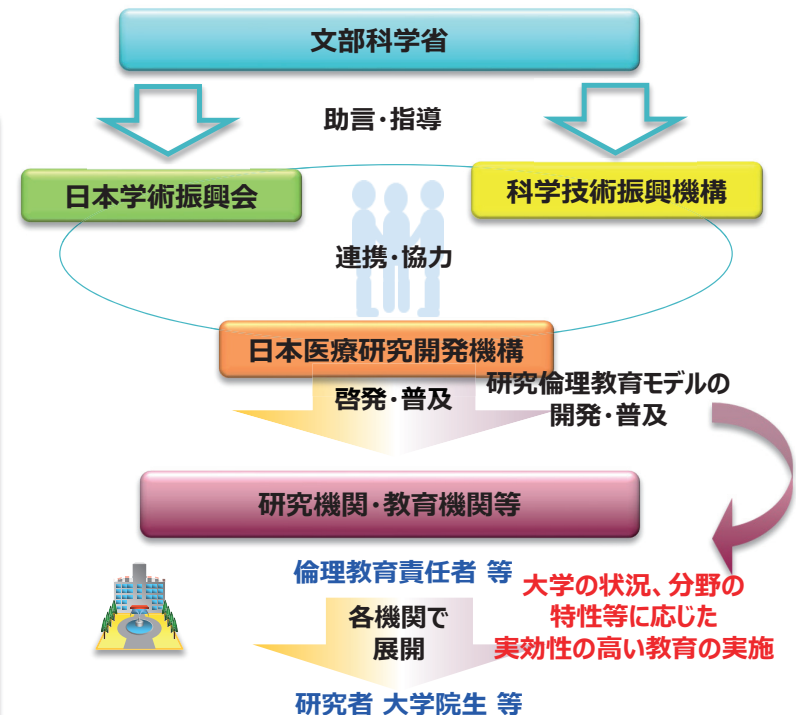 文部科学省
助言・指導
日本学術振興会
科学技術振興機構
連携・協力
日本医療研究開発機構
啓発・普及
研究倫理教育モデルの
開発・普及
研究機関・教育機関等
倫理教育責任者 等
各機関で
展開
大学の状況、分野の
特性等に応じた
実効性の高い教育の実施
研究者 大学院生 等